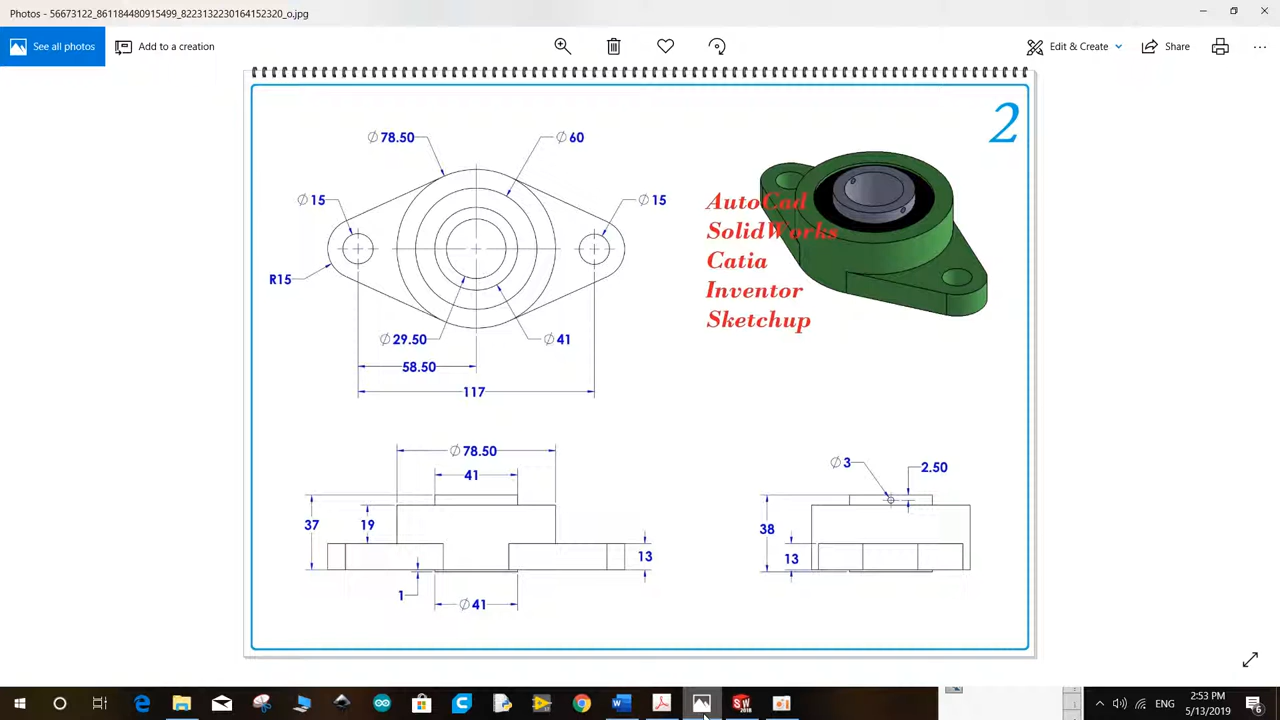 Photos - 56673122_861184480915499_8223132230164152320_o.jpg
See all photos
Add to a creation
Edit & Create
Share
2
∅ 78.50
∅ 60
∅ 15
∅ 15
R15
∅ 29.50
∅ 41
58.50
117
AutoCad
SolidWorks
Catia
Inventor
Sketchup
∅ 78.50
41
37
19
13
1
∅ 41
∅ 3
2.50
38
13
ENG
2:53 PM
5/13/2019
6